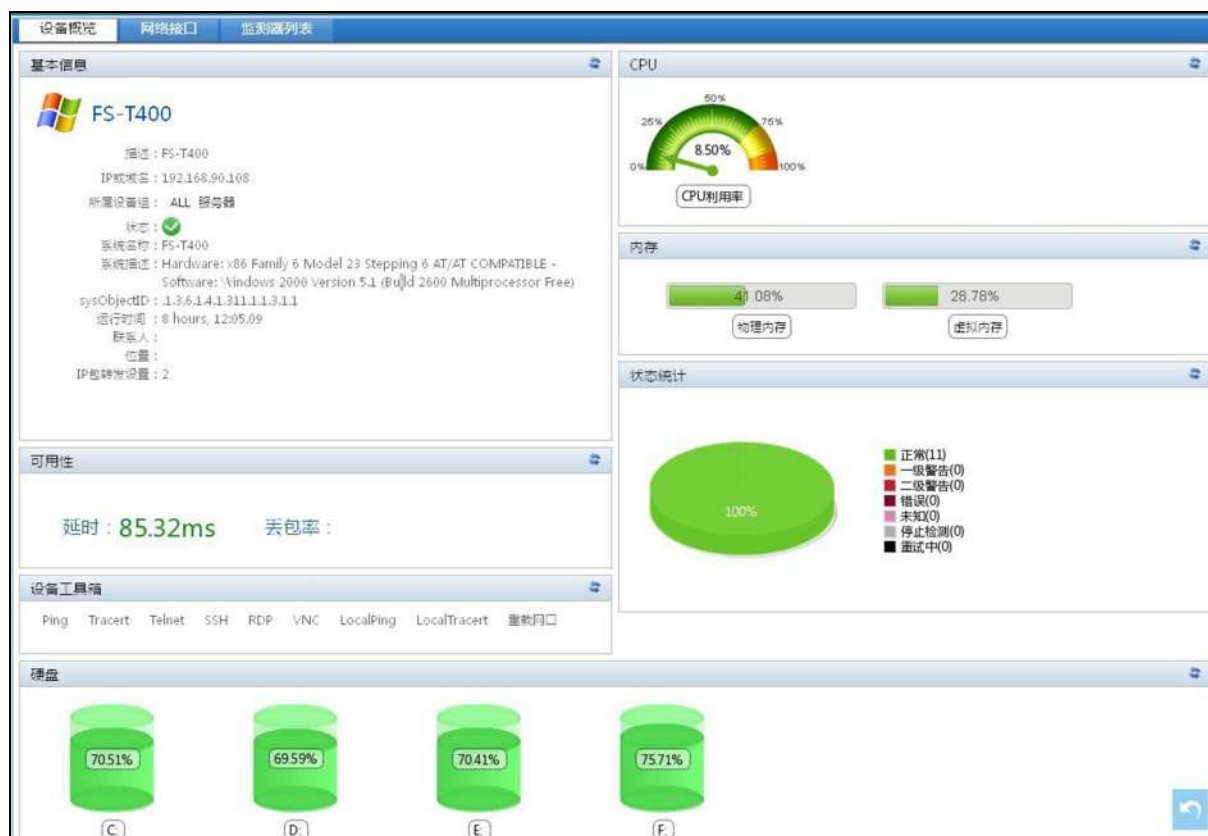 设备概览 网络接口 监测器列表
基本信息
FS-T400
描述：FS-T400
IP或域名：192.168.90.108
所属设备组： ALL 服务器
状态：
系统名称：FS-T400
系统描述：Hardware: x86 Family 6 Model 23 Stepping 6 AT/AT COMPATIBLE -
Software: Windows 2000 Version 5.1 (Build 2600 Multiprocessor Free)
sysObjectID：.1.3.6.1.4.1.311.1.1.3.1.1
运行时间：8 hours, 12:05.09
联系人：
位置：
IP包转发设置：2
可用性
延时：85.32ms 丢包率：
设备工具箱
Ping Tracert Telnet SSH RDP VNC LocalPing LocalTracert 重载网口
CPU
50%
25% 75%
8.50%
0% 100%
CPU利用率
内存
41.08% 28.78%
物理内存 虚拟内存
状态统计
100%
正常(11)
一级警告(0)
二级警告(0)
错误(0)
未知(0)
停止检测(0)
重试中(0)
硬盘
70.51% 69.59% 70.41% 75.71%
C: D: E: F: